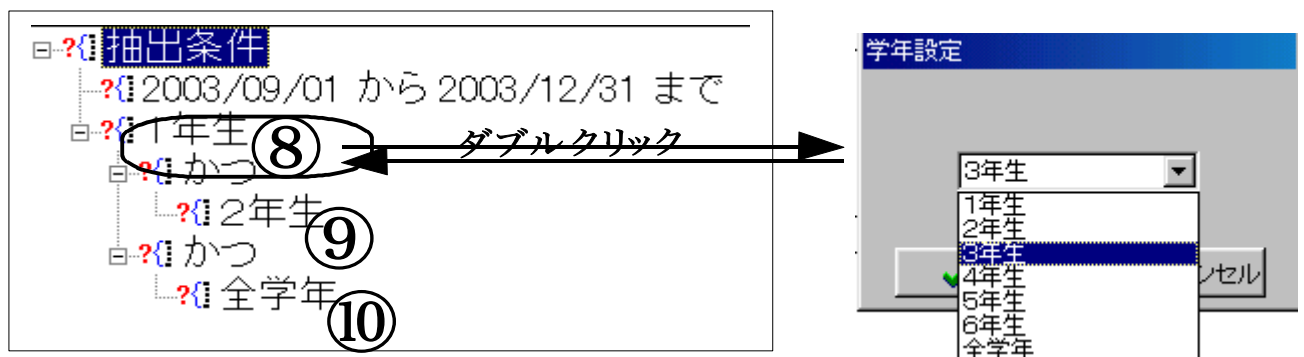 抽出条件
2003/09/01 から 2003/12/31 まで
1年生
⑧
かつ
2年生
⑨
かつ
全学年
⑩
ダブルクリック
学年設定
3年生
1年生
2年生
3年生
4年生
5年生
6年生
全学年
ンセル